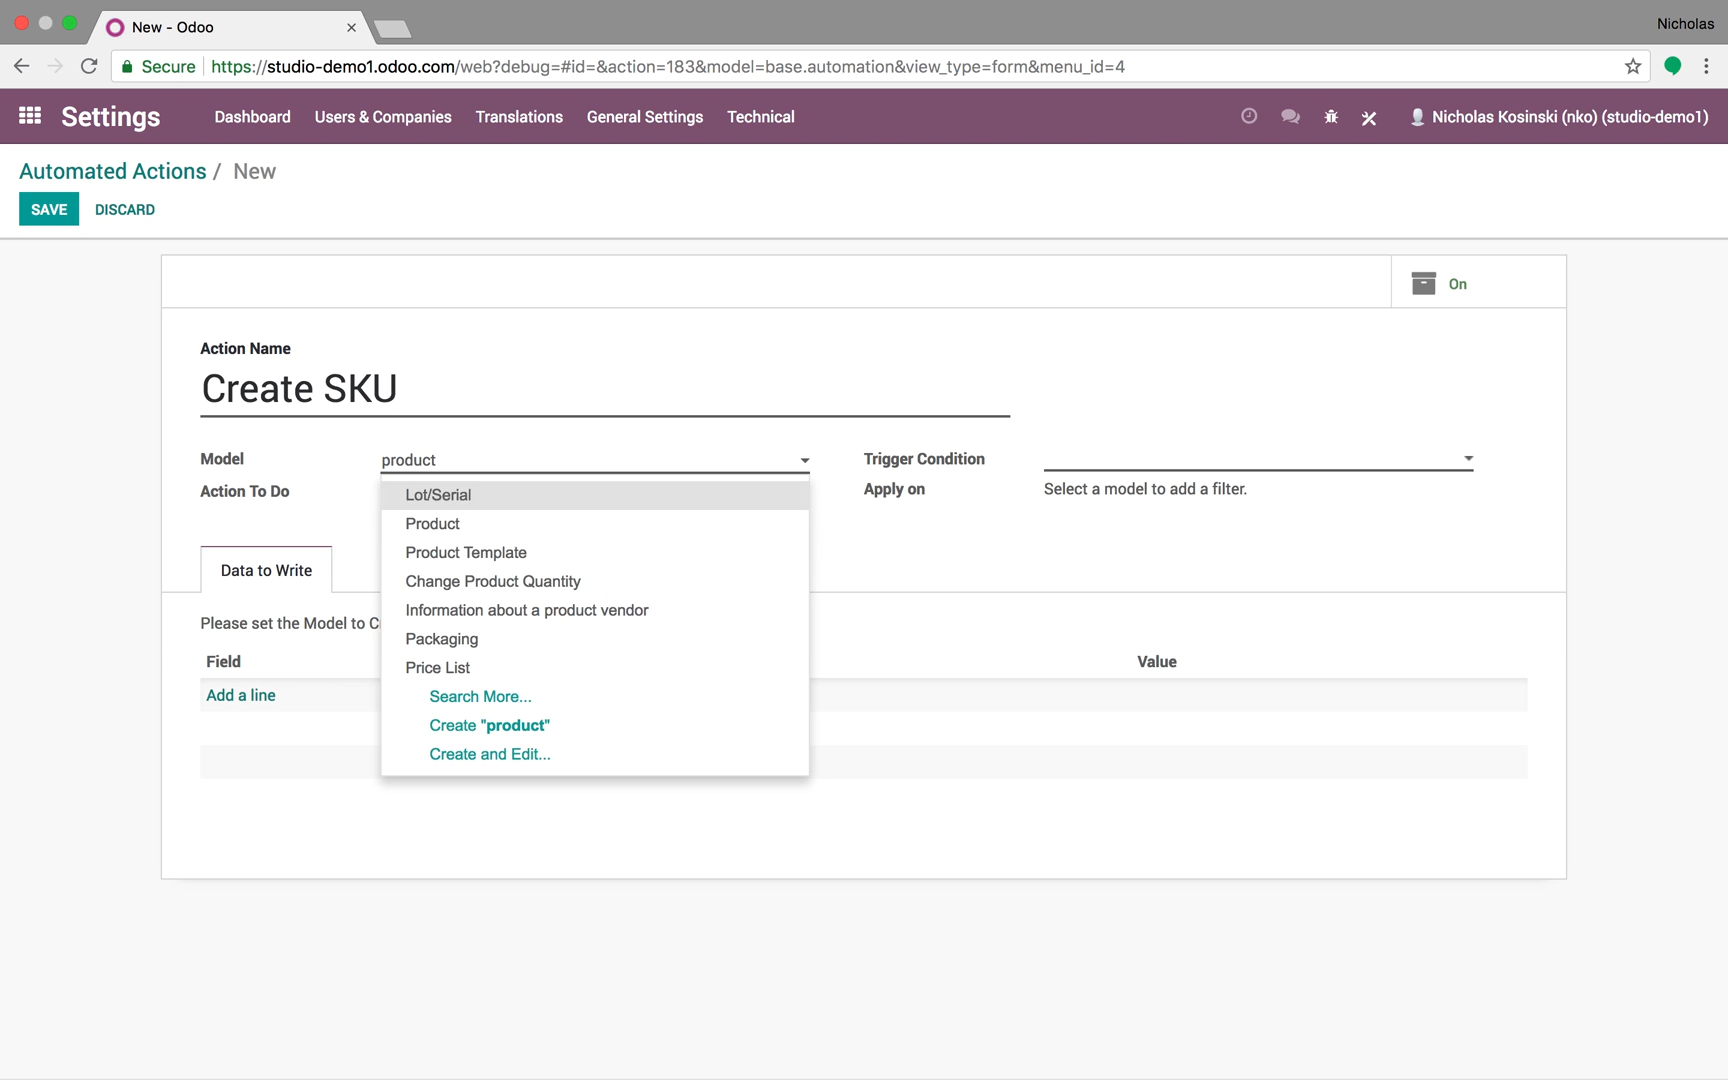 New - Odoo
Nicholas
Secure https://studio-demo1.odoo.com/web?debug=#id=&action=183&model=base.automation&view_type=form&menu_id=4
Settings Dashboard Users & Companies Translations General Settings Technical Nicholas Kosinski (nko) (studio-demo1)
Automated Actions / New
SAVE DISCARD
On
Action Name
Create SKU
Model product
Trigger Condition
Action To Do
Apply on Select a model to add a filter.
Lot/Serial
Product
Product Template
Change Product Quantity
Information about a product vendor
Packaging
Price List
Search More...
Create "product"
Create and Edit...
Data to Write
Please set the Model to C
Field Value
Add a line